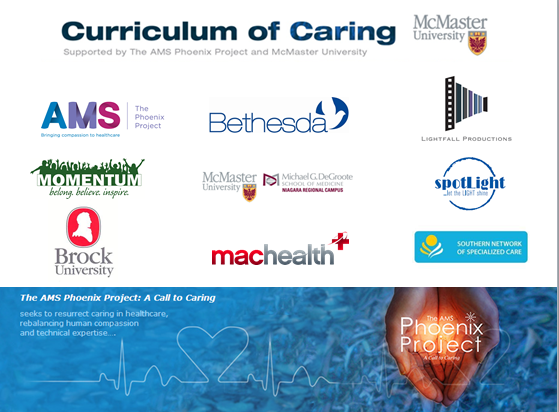 Curriculum of Caring
McMaster
University
Supported by The AMS Phoenix Project and McMaster University
AMS
The
Phoenix
Project
Bringing compassion to healthcare
Bethesda
LIGHTFALL PRODUCTIONS
MOMENTUM
belong. believe. inspire.
McMaster
University
Michael G. DeGroote
SCHOOL OF MEDICINE
NIAGARA REGIONAL CAMPUS
spotLight
...let the LIGHT shine
Brock
University
machealth
SOUTHERN NETWORK
OF SPECIALIZED CARE
The AMS Phoenix Project: A Call to Caring
seeks to resurrect caring in healthcare,
rebalancing human compassion
and technical expertise....
The AMS
Phoenix
Project
A Call to Caring